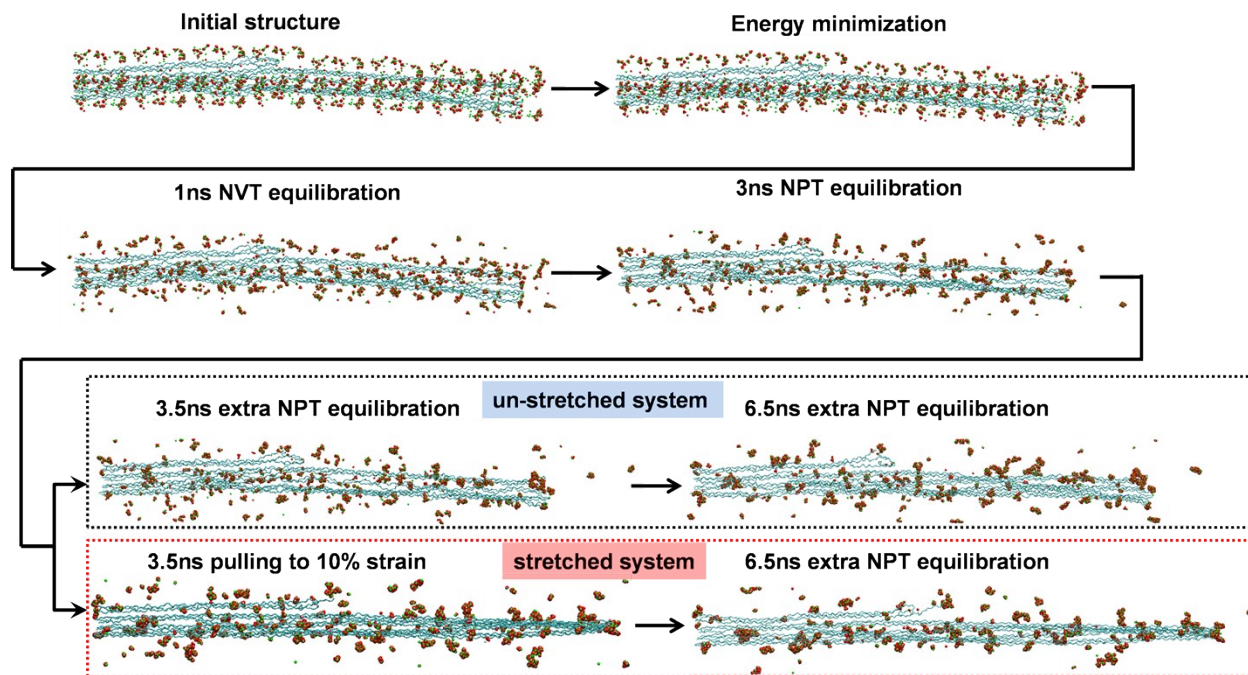 Initial structure
Energy minimization
1ns NVT equilibration
3ns NPT equilibration
un-stretched system
3.5ns extra NPT equilibration
6.5ns extra NPT equilibration
stretched system
3.5ns pulling to 10% strain
6.5ns extra NPT equilibration